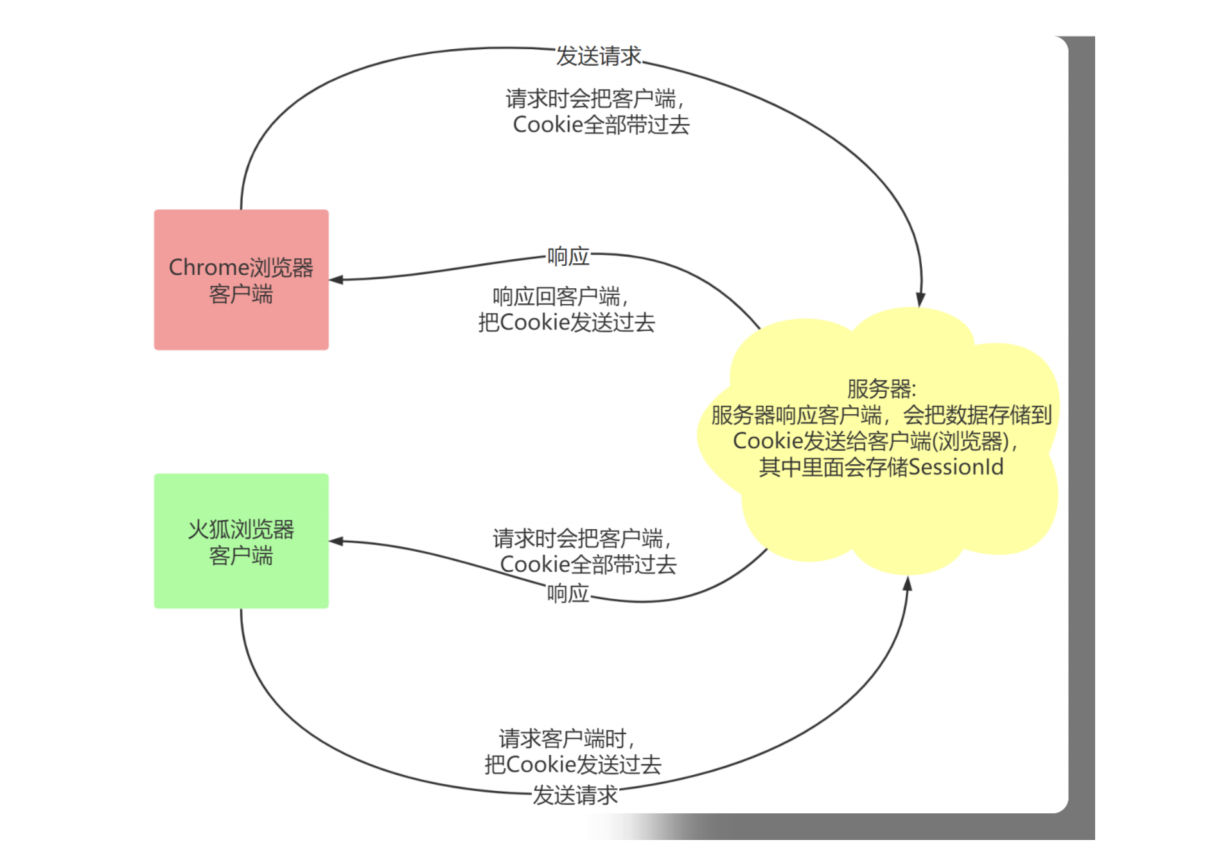 发送请求
请求时会把客户端，
Cookie全部带过去
响应
响应回客户端，
把Cookie发送过去
Chrome浏览器
客户端
服务器:
服务器响应客户端，会把数据存储到
Cookie发送给客户端(浏览器)，
其中里面会存储SessionId
火狐浏览器
客户端
请求时会把客户端，
Cookie全部带过去
响应
请求客户端时，
把Cookie发送过去
发送请求